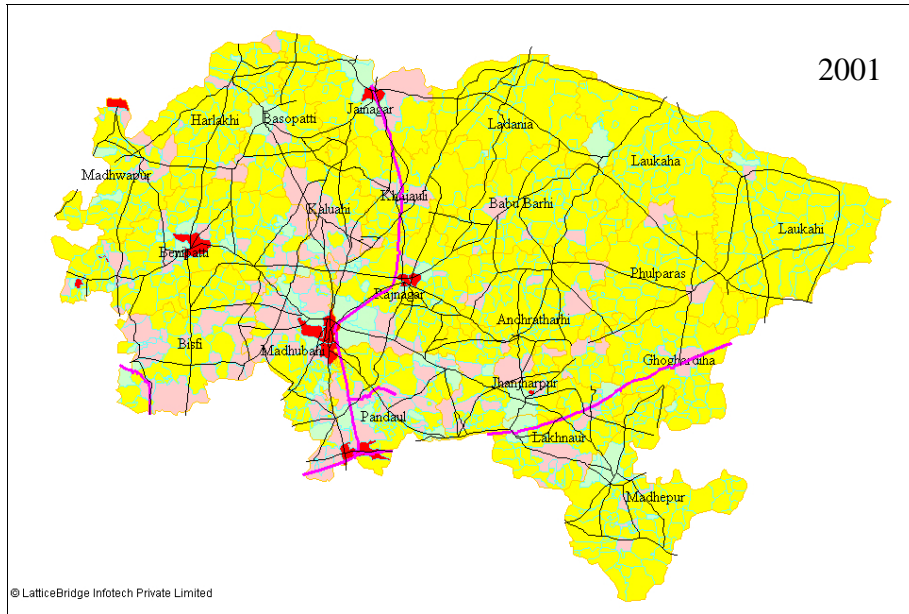 2001
Jainagar
Harlakhi
Basopatti
Ladania
Laukaha
Madhwapur
Khajauli
Kaluahi
Babu Barhi
Laukahi
Benipatti
Phulparas
Rajnagar
Andhratharhi
Bisfi
Madhubani
Ghoghardiha
Jhanjharpur
Pandaul
Lakhnaur
Madhepur
© LatticeBridge Infotech Private Limited